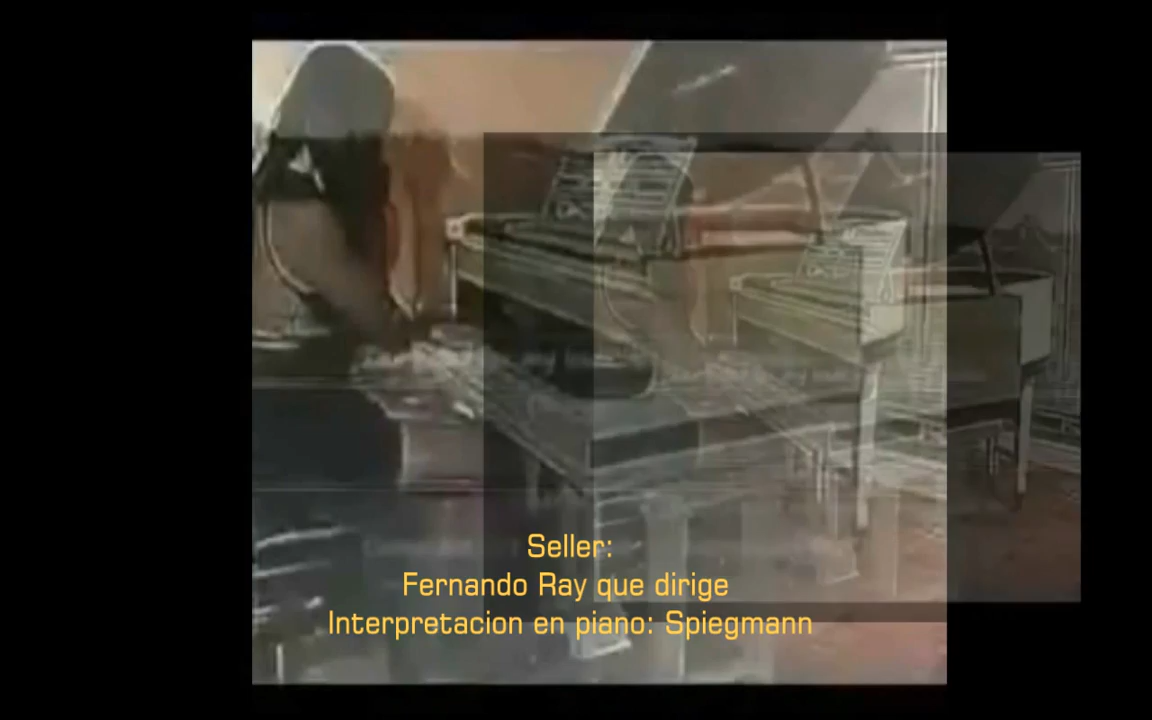 Seller:
Fernando Ray que dirige
Interpretacion en piano: Spiegmann